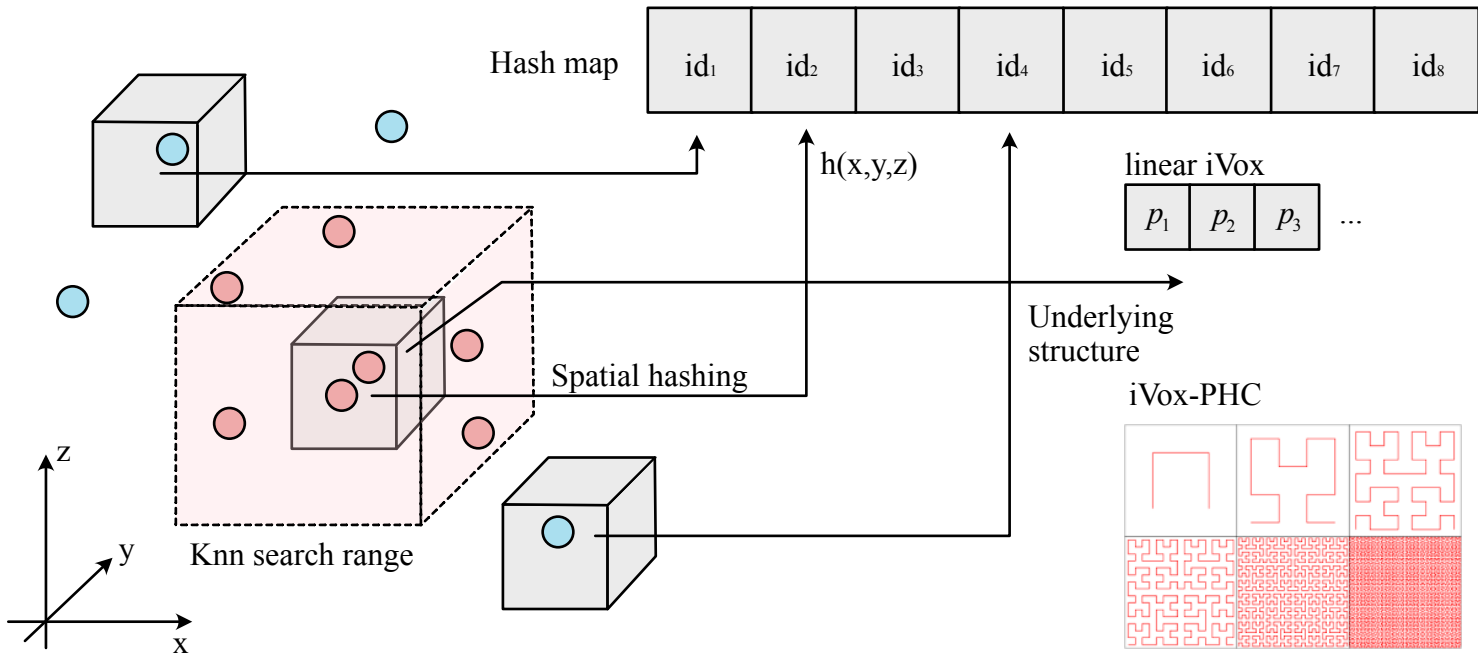 Hash map
id₁ id₂ id₃ id₄ id₅ id₆ id₇ id₈
h(x,y,z)
linear iVox
p₁ p₂ p₃ ...
Underlying
structure
Spatial hashing
iVox-PHC
Knn search range
z
y
x